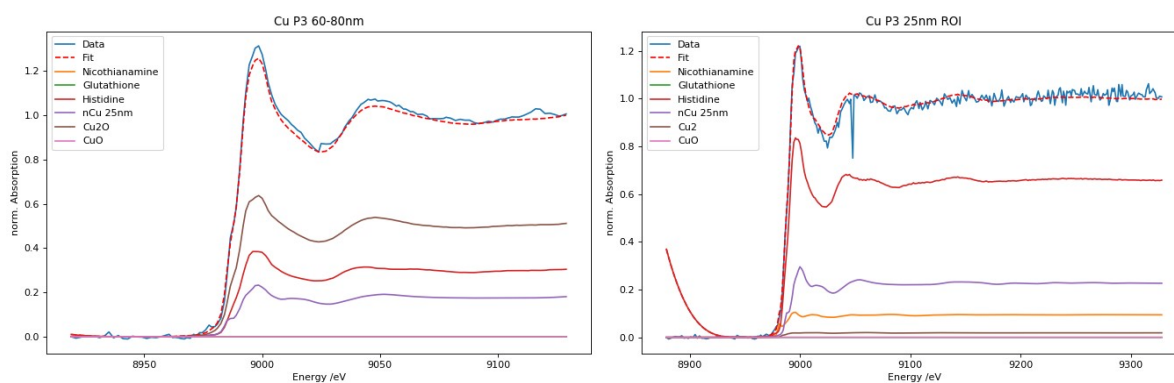 Cu P3 60-80nm
Data
Fit
Nicothianamine
Glutathione
Histidine
nCu 25nm
Cu2O
CuO
norm. Absorption
0.0
0.2
0.4
0.6
0.8
1.0
1.2
8950
9000
9050
9100
Energy /eV
Cu P3 25nm ROI
Data
Fit
Nicothianamine
Glutathione
Histidine
nCu 25nm
Cu2
CuO
norm. Absorption
0.0
0.2
0.4
0.6
0.8
1.0
1.2
8900
9000
9100
9200
9300
Energy /eV